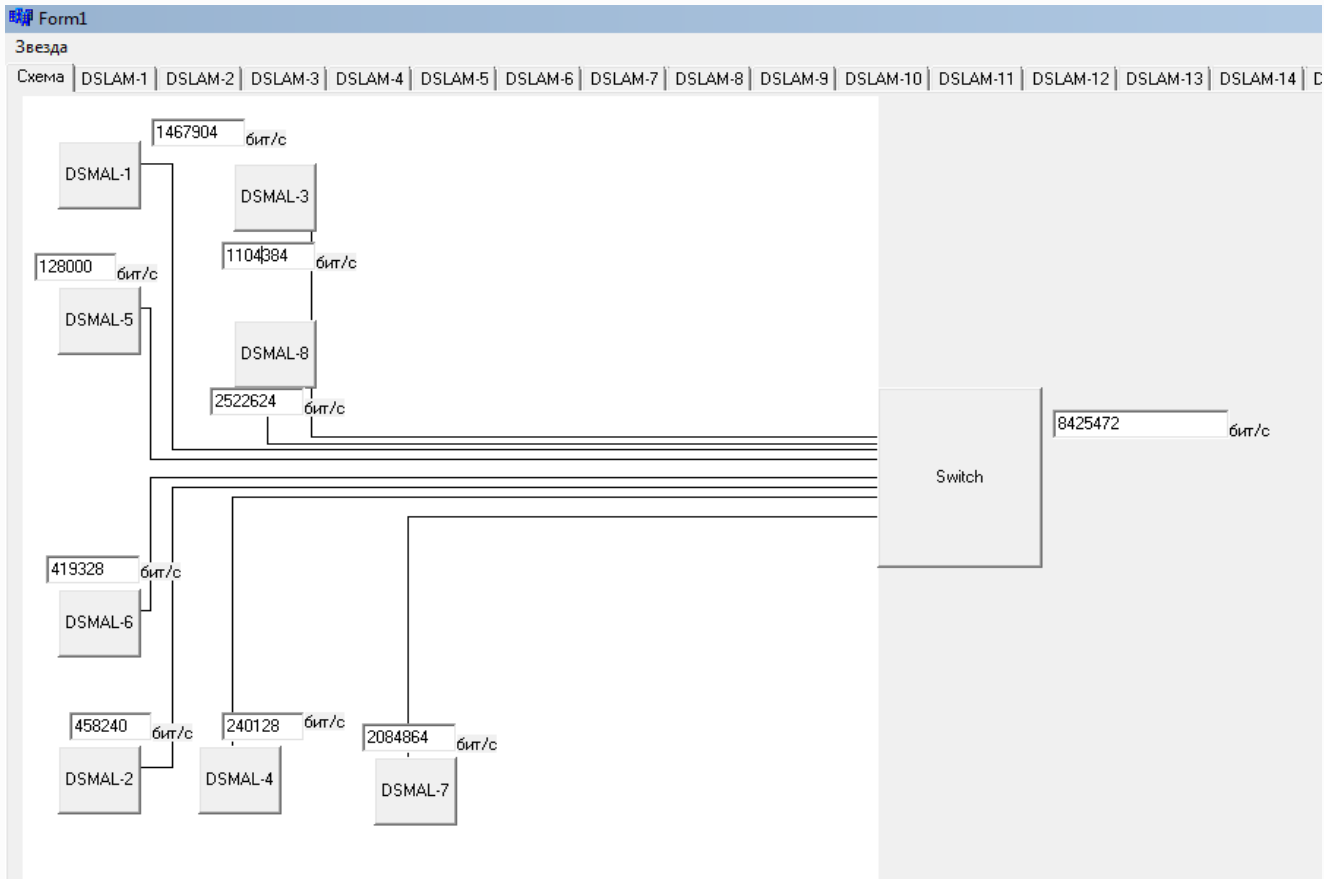 Form1
Звезда
Схема DSLAM-1 DSLAM-2 DSLAM-3 DSLAM-4 DSLAM-5 DSLAM-6 DSLAM-7 DSLAM-8 DSLAM-9 DSLAM-10 DSLAM-11 DSLAM-12 DSLAM-13 DSLAM-14
1467904 бит/с
DSMAL-1
DSMAL-3
1104384 бит/с
128000 бит/с
DSMAL-5
DSMAL-8
2522624 бит/с
8425472 бит/с
Switch
419328 бит/с
DSMAL-6
458240 бит/с
240128 бит/с
2084864 бит/с
DSMAL-2
DSMAL-4
DSMAL-7